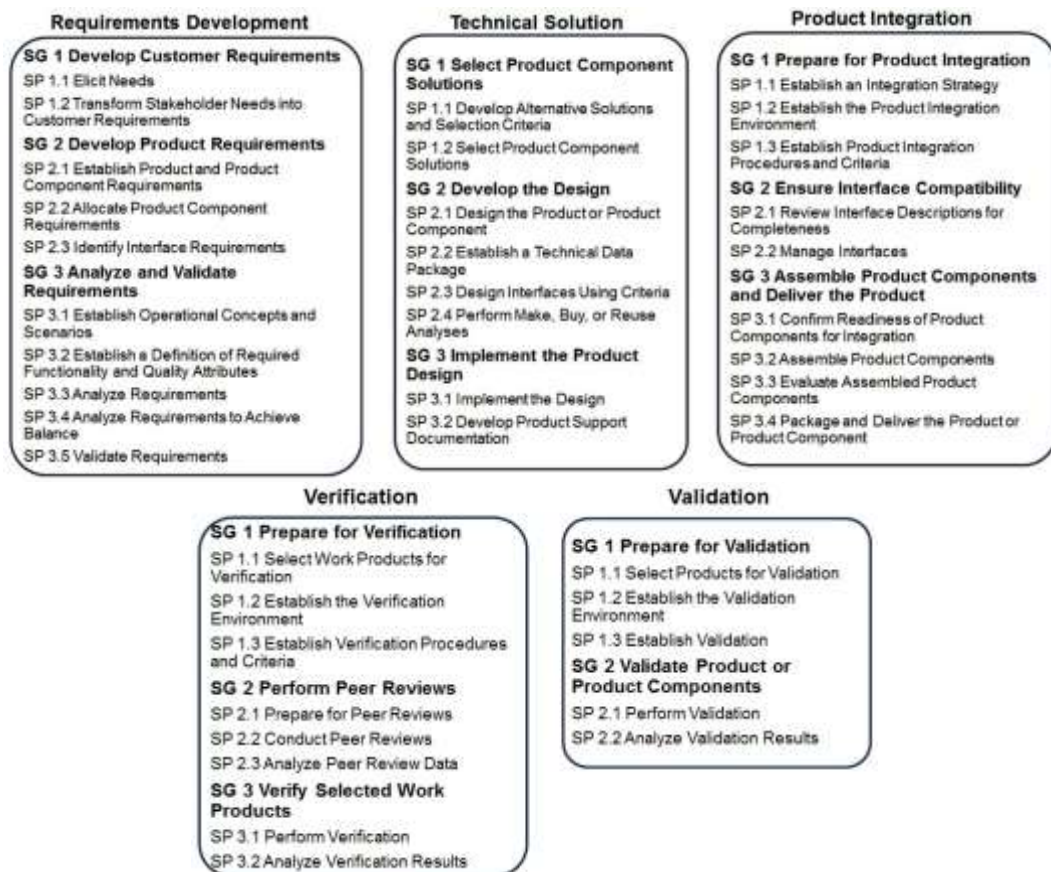 Requirements Development
SG 1 Develop Customer Requirements
SP 1.1 Elicit Needs
SP 1.2 Transform Stakeholder Needs into
Customer Requirements
SG 2 Develop Product Requirements
SP 2.1 Establish Product and Product
Component Requirements
SP 2.2 Allocate Product Component
Requirements
SP 2.3 Identify Interface Requirements
SG 3 Analyze and Validate
Requirements
SP 3.1 Establish Operational Concepts and
Scenarios
SP 3.2 Establish a Definition of Required
Functionality and Quality Attributes
SP 3.3 Analyze Requirements
SP 3.4 Analyze Requirements to Achieve
Balance
SP 3.5 Validate Requirements
Technical Solution
SG 1 Select Product Component
Solutions
SP 1.1 Develop Alternative Solutions
and Selection Criteria
SP 1.2 Select Product Component
Solutions
SG 2 Develop the Design
SP 2.1 Design the Product or Product
Component
SP 2.2 Establish a Technical Data
Package
SP 2.3 Design Interfaces Using Criteria
SP 2.4 Perform Make, Buy, or Reuse
Analyses
SG 3 Implement the Product
Design
SP 3.1 Implement the Design
SP 3.2 Develop Product Support
Documentation
Product Integration
SG 1 Prepare for Product Integration
SP 1.1 Establish an Integration Strategy
SP 1.2 Establish the Product Integration
Environment
SP 1.3 Establish Product Integration
Procedures and Criteria
SG 2 Ensure Interface Compatibility
SP 2.1 Review Interface Descriptions for
Completeness
SP 2.2 Manage Interfaces
SG 3 Assemble Product Components
and Deliver the Product
SP 3.1 Confirm Readiness of Product
Components for Integration
SP 3.2 Assemble Product Components
SP 3.3 Evaluate Assembled Product
Components
SP 3.4 Package and Deliver the Product or
Product Component
Verification
SG 1 Prepare for Verification
SP 1.1 Select Work Products for
Verification
SP 1.2 Establish the Verification
Environment
SP 1.3 Establish Verification Procedures
and Criteria
SG 2 Perform Peer Reviews
SP 2.1 Prepare for Peer Reviews
SP 2.2 Conduct Peer Reviews
SP 2.3 Analyze Peer Review Data
SG 3 Verify Selected Work
Products
SP 3.1 Perform Verification
SP 3.2 Analyze Verification Results
Validation
SG 1 Prepare for Validation
SP 1.1 Select Products for Validation
SP 1.2 Establish the Validation
Environment
SP 1.3 Establish Validation
SG 2 Validate Product or
Product Components
SP 2.1 Perform Validation
SP 2.2 Analyze Validation Results